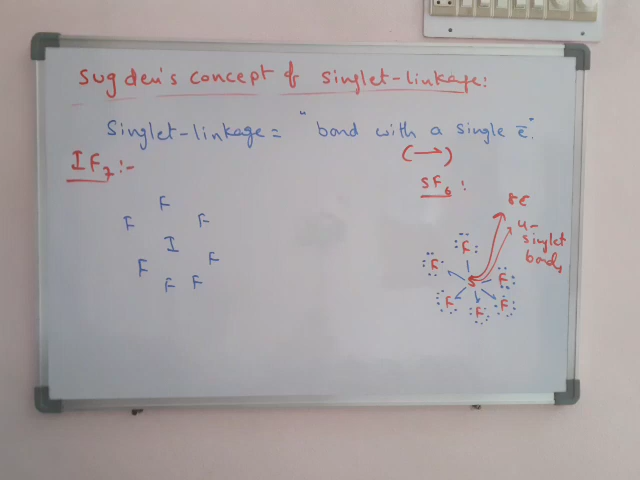 Sugden's concept of singlet-linkage:
Singlet-linkage = "bond with a single e̅"
(→)
IF₇:-
SF₆:
F
F
F
I
F
F
F
F
8e̅
4-
singlet
bonds
F
F
S
F
F
F
F